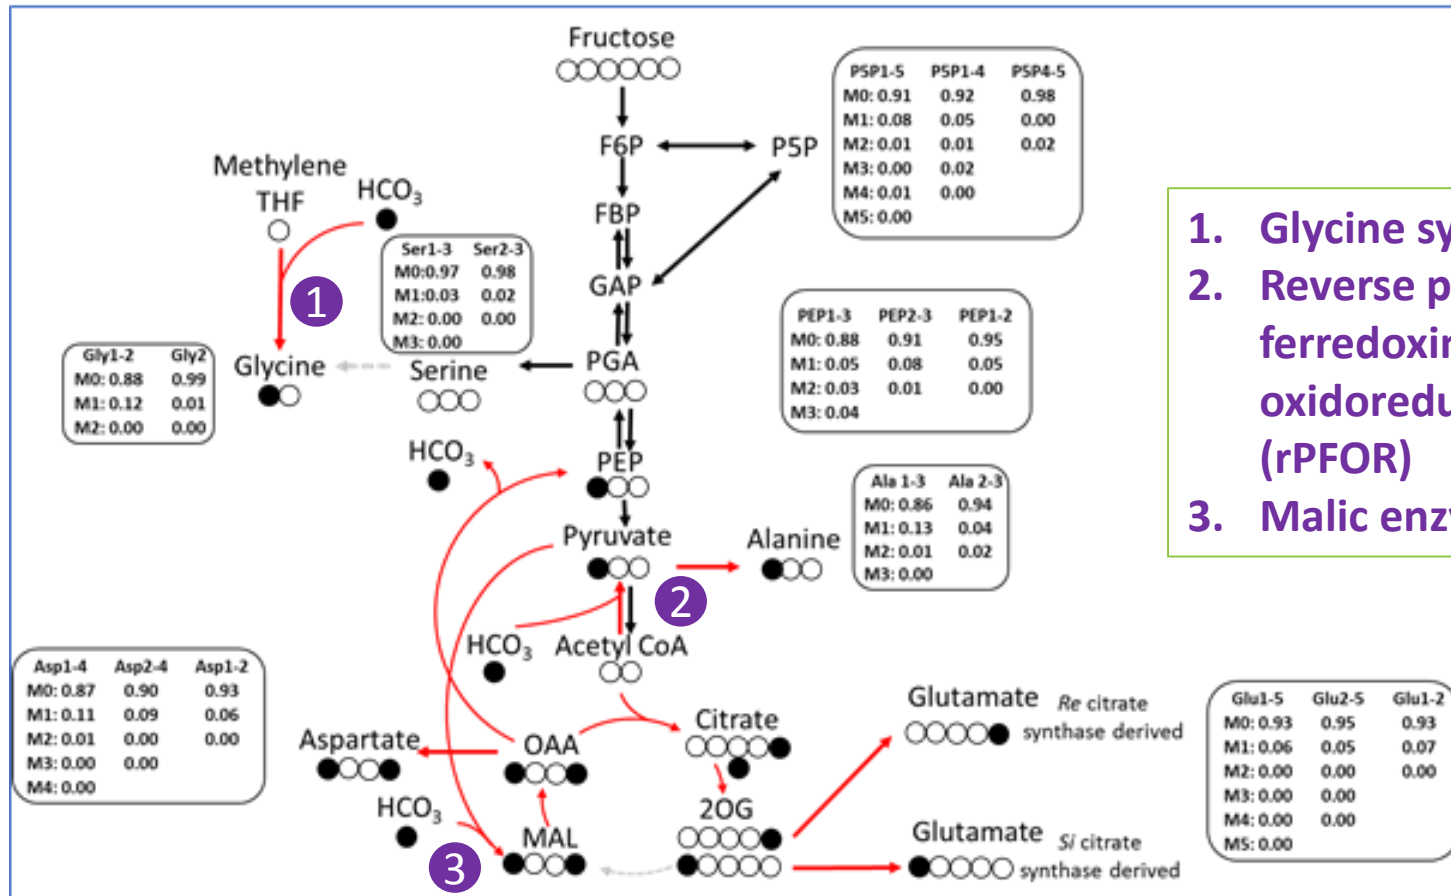 Fructose
F6P
P5P
P5P1-5 P5P1-4 P5P4-5
M0: 0.91 0.92 0.98
M1: 0.08 0.05 0.00
M2: 0.01 0.01 0.02
M3: 0.00 0.02
M4: 0.01 0.00
M5: 0.00
Methylene
THF
HCO3
FBP
1
Ser1-3 Ser2-3
M0:0.97 0.98
M1:0.03 0.02
M2: 0.00 0.00
M3: 0.00
GAP
1. Glycine sy
2. Reverse p
ferredoxin
oxidoredu
(rPFOR)
3. Malic enzy
PEP1-3 PEP2-3 PEP1-2
M0: 0.88 0.91 0.95
M1: 0.05 0.08 0.05
M2: 0.03 0.01 0.00
M3: 0.04
Gly1-2 Gly2
M0: 0.88 0.99
M1: 0.12 0.01
M2: 0.00 0.00
Glycine
Serine
PGA
HCO3
PEP
Ala 1-3 Ala 2-3
M0: 0.86 0.94
M1: 0.13 0.04
M2: 0.01 0.02
M3: 0.00
Pyruvate
Alanine
2
HCO3
Acetyl CoA
Asp1-4 Asp2-4 Asp1-2
M0: 0.87 0.90 0.93
M1: 0.11 0.09 0.06
M2: 0.01 0.00 0.00
M3: 0.00 0.00
M4: 0.00
Aspartate
OAA
Citrate
Glutamate Re citrate
synthase derived
Glu1-5 Glu2-5 Glu1-2
M0: 0.93 0.95 0.93
M1: 0.06 0.05 0.07
M2: 0.00 0.00 0.00
M3: 0.00 0.00
M4: 0.00 0.00
M5: 0.00
HCO3
MAL
3
2OG
Glutamate Si citrate
synthase derived